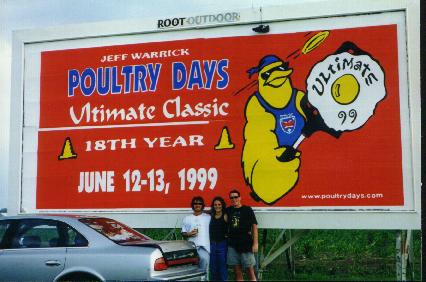 ROOT OUTDOOR
JEFF WARRICK
POULTRY DAYS
Ultimate Classic
18TH YEAR
JUNE 12-13, 1999
ULTiMATE
99
www.poultrydays.com